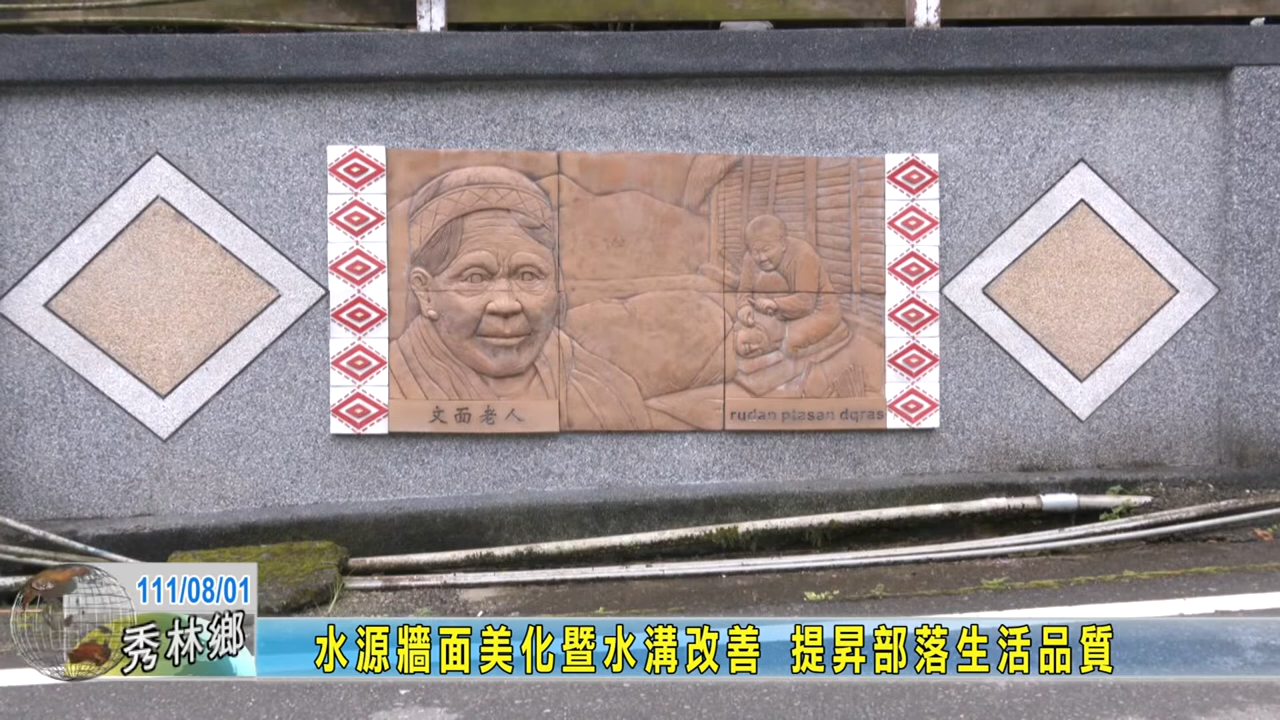 文面老人
rudan ptasan dqras
111/08/01
秀林鄉
水源牆面美化暨水溝改善 提昇部落生活品質